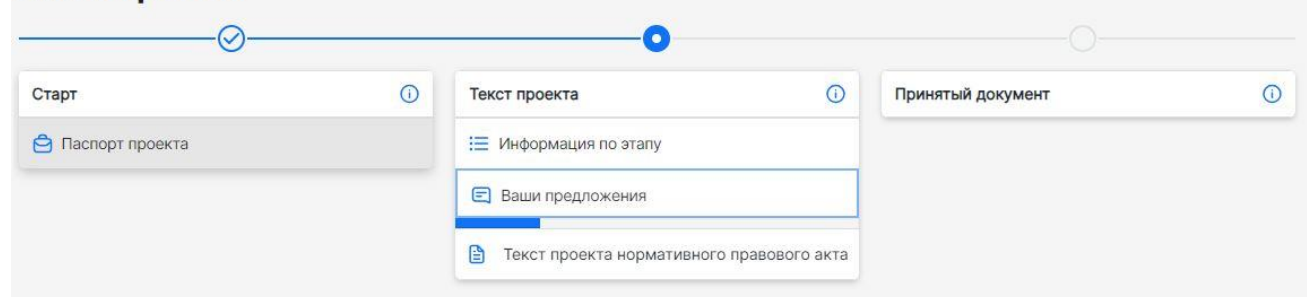 Старт
Паспорт проекта
Текст проекта
Информация по этапу
Ваши предложения
Текст проекта нормативного правового акта
Принятый документ